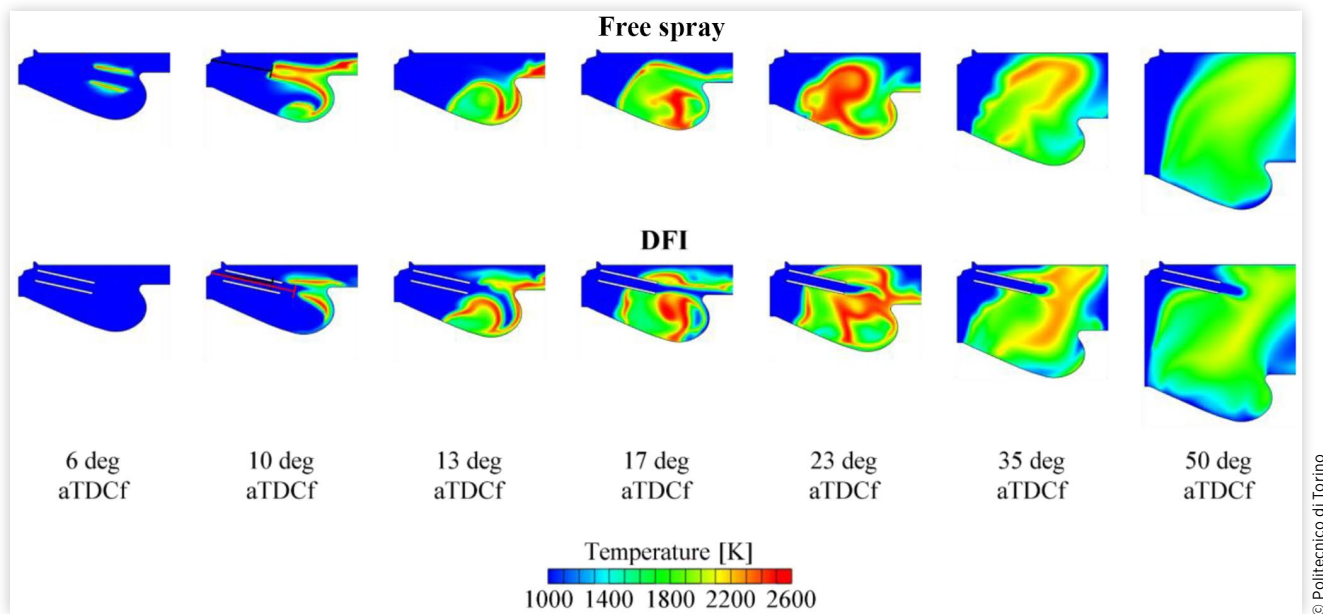 Free spray
DFI
6 deg
aTDCf
10 deg
aTDCf
13 deg
aTDCf
17 deg
aTDCf
23 deg
aTDCf
35 deg
aTDCf
50 deg
aTDCf
Temperature [K]
1000 1400 1800 2200 2600
© Politecnico di Torino